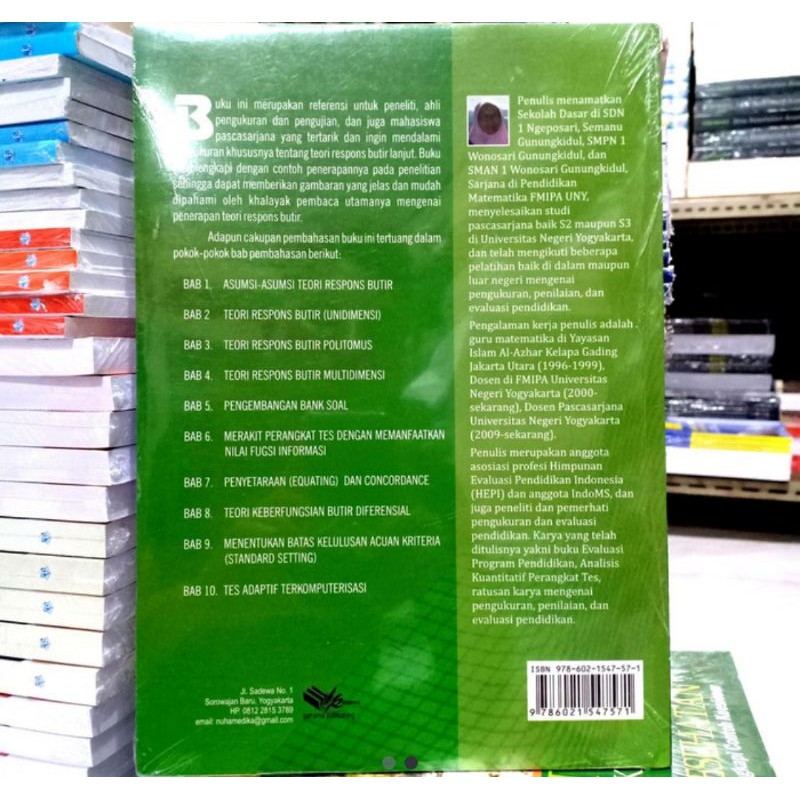 Buku ini merupakan referensi untuk peneliti, ahli
pengukuran dan pengujian, dan juga mahasiswa
pascasarjana yang tertarik dan ingin mendalami
khususnya tentang teori respons butir lanjut. Buku
dengan contoh penerapannya pada penelitian
sehingga dapat memberikan gambaran yang jelas dan mudah
dipahami oleh khalayak pembaca utamanya mengenai
penerapan teori respons butir.
Adapun cakupan pembahasan buku ini tertuang dalam
pokok-pokok bab pembahasan berikut:
BAB 1. ASUMSI-ASUMSI TEORI RESPONS BUTIR
BAB 2 TEORI RESPONS BUTIR (UNIDIMENSI)
BAB 3. TEORI RESPONS BUTIR POLITOMUS
BAB 4. TEORI RESPONS BUTIR MULTIDIMENSI
BAB 5. PENGEMBANGAN BANK SOAL
BAB 6. MERAKIT PERANGKAT TES DENGAN MEMANFAATKAN
NILAI FUGSI INFORMASI
BAB 7. PENYETARAAN (EQUATING) DAN CONCORDANCE
BAB 8. TEORI KEBERFUNGSIAN BUTIR DIFERENSIAL
BAB 9. MENENTUKAN BATAS KELULUSAN ACUAN KRITERIA
(STANDARD SETTING)
BAB 10. TES ADAPTIF TERKOMPUTERISASI
Jl. Sadewa No. 1
Sorowajan Baru, Yogyakarta
HP. 0812 2815 3789
email: nuhamedika@gmail.com
Penulis menamatkan
Sekolah Dasar di SDN
1 Ngeposari, Semanu
Gunungkidul, SMPN 1
Wonosari Gunungkidul, dan
SMAN 1 Wonosari Gunungkidul,
Sarjana di Pendidikan
Matematika FMIPA UNY,
menyelesaikan studi
pascasarjana baik S2 maupun S3
di Universitas Negeri Yogyakarta,
dan telah mengikuti beberapa
pelatihan baik di dalam maupun
luar negeri mengenai
pengukuran, penilaian, dan
evaluasi pendidikan.
Pengalaman kerja penulis adalah
guru matematika di Yayasan
Islam Al-Azhar Kelapa Gading
Jakarta Utara (1996-1999),
Dosen di FMIPA Universitas
Negeri Yogyakarta (2000-
sekarang), Dosen Pascasarjana
Universitas Negeri Yogyakarta
(2009-sekarang).
Penulis merupakan anggota
asosiasi profesi Himpunan
Evaluasi Pendidikan Indonesia
(HEPI) dan anggota IndoMS, dan
juga peneliti dan pemerhati
pengukuran dan evaluasi
pendidikan. Karya yang telah
ditulisnya yakni buku Evaluasi
Program Pendidikan, Analisis
Kuantitatif Perangkat Tes,
ratusan karya mengenai
pengukuran, penilaian, dan
evaluasi pendidikan.
ISBN 978-602-1547-57-1
9 786021 547571